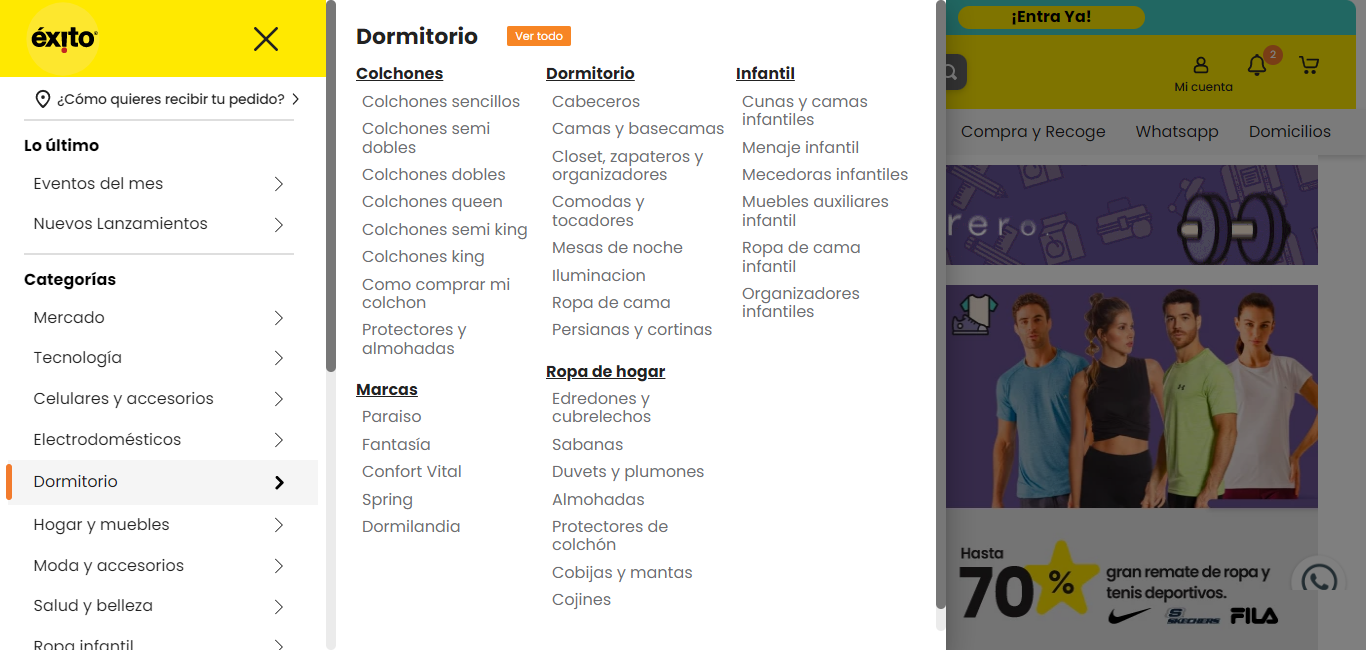 éxito
¿Cómo quieres recibir tu pedido?
Lo último
Eventos del mes
Nuevos Lanzamientos
Categorías
Mercado
Tecnología
Celulares y accesorios
Electrodomésticos
Dormitorio
Hogar y muebles
Moda y accesorios
Salud y belleza
Ropa infantil
Dormitorio
Ver todo
Colchones
Colchones sencillos
Colchones semi
dobles
Colchones dobles
Colchones queen
Colchones semi king
Colchones king
Como comprar mi
colchon
Protectores y
almohadas
Marcas
Paraiso
Fantasía
Confort Vital
Spring
Dormilandia
Dormitorio
Cabeceros
Camas y basecamas
Closet, zapateros y
organizadores
Comodas y
tocadores
Mesas de noche
Iluminacion
Ropa de cama
Persianas y cortinas
Ropa de hogar
Edredones y
cubrelechos
Sabanas
Duvets y plumones
Almohadas
Protectores de
colchón
Cobijas y mantas
Cojines
Infantil
Cunas y camas
infantiles
Menaje infantil
Mecedoras infantiles
Muebles auxiliares
infantil
Ropa de cama
infantil
Organizadores
infantiles
¡Entra Ya!
2
Mi cuenta
Compra y Recoge
Whatsapp
Domicilios
rero.
Hasta
70%
gran remate de ropa y
tenis deportivos.
SKECHERS
FILA